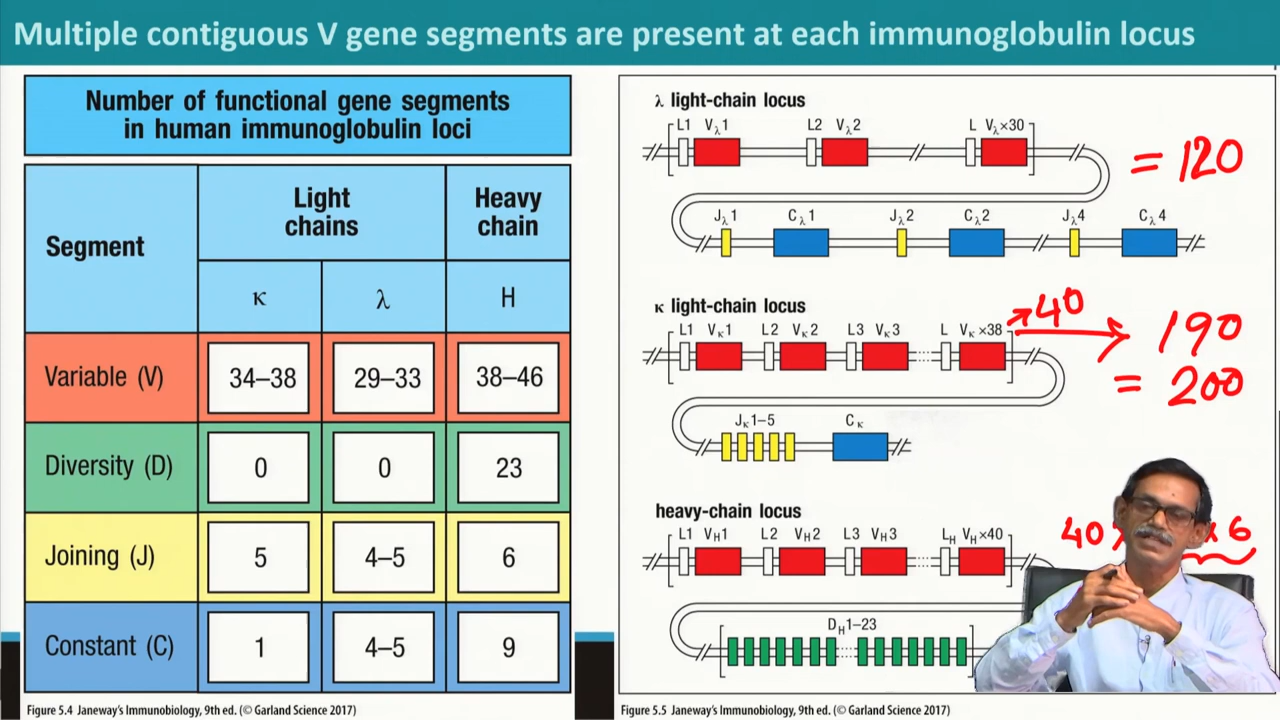 Multiple contiguous V gene segments are present at each immunoglobulin locus
Number of functional gene segments
in human immunoglobulin loci
Segment
Light
chains
Heavy
chain
κ
λ
H
Variable (V)
34–38
29–33
38–46
Diversity (D)
0
0
23
Joining (J)
5
4–5
6
Constant (C)
1
4–5
9
Figure 5.4 Janeway's Immunobiology, 9th ed. (© Garland Science 2017)
λ light-chain locus
L1 Vλ1 L2 Vλ2 L Vλ×30
= 120
Jλ1 Cλ1 Jλ2 Cλ2 Jλ4 Cλ4
κ light-chain locus
40
L1 Vκ1 L2 Vκ2 L3 Vκ3 L Vκ×38
190
= 200
Jκ1–5 Cκ
heavy-chain locus
L1 VH1 L2 VH2 L3 VH3 LH VH×40
40 × 6
DH1–23
Figure 5.5 Janeway's Immunobiology, 9th ed. (© Garland Science 2017)